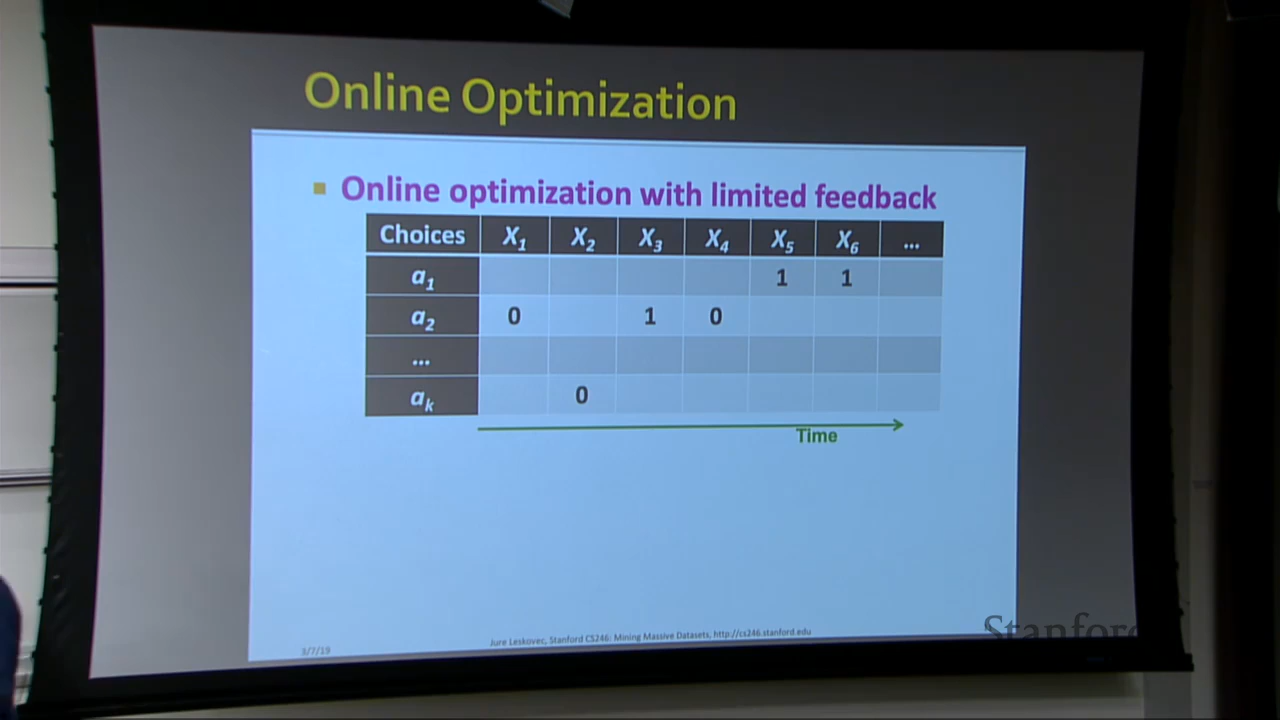 Online Optimization
Online optimization with limited feedback
Choices X1 X2 X3 X4 X5 X6 ...
a1 1 1
a2 0 1 0
...
ak 0
Time
Jure Leskovec, Stanford CS246: Mining Massive Datasets, http://cs246.stanford.edu
3/7/19
Stanford